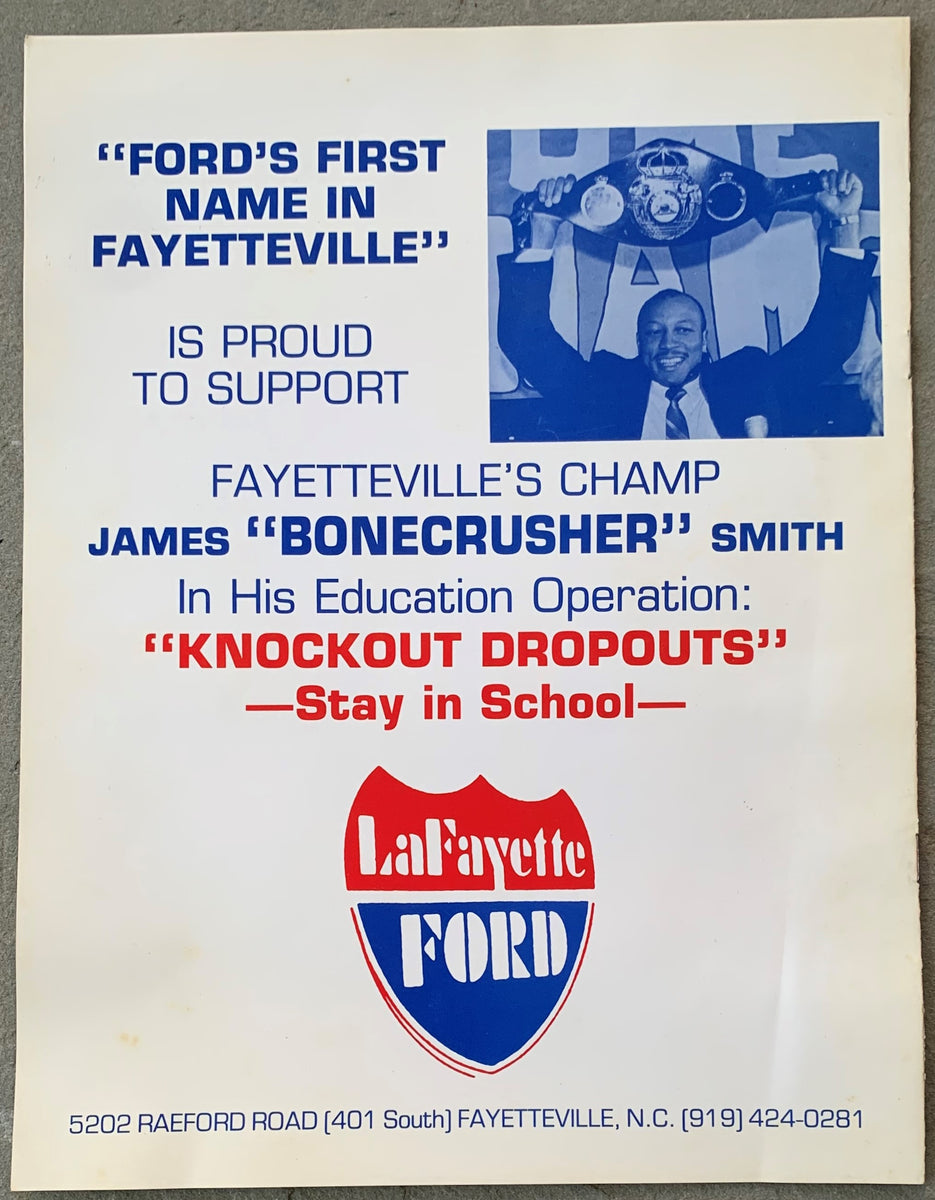 “FORD’S FIRST
NAME IN
FAYETTEVILLE”
IS PROUD
TO SUPPORT
FAYETTEVILLE’S CHAMP
JAMES “BONECRUSHER” SMITH
In His Education Operation:
“KNOCKOUT DROPOUTS”
—Stay in School—
LaFayette
FORD
5202 RAEFORD ROAD (401 South) FAYETTEVILLE, N.C. (919) 424-0281